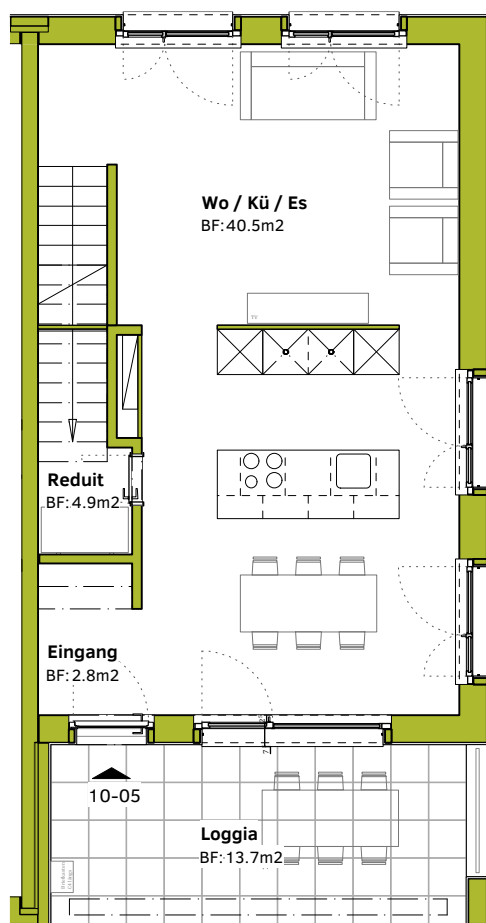 Wo / Kü / Es
BF: 40.5m2
TV
Reduit
BF: 4.9m2
Eingang
BF: 2.8m2
10-05
Loggia
BF: 13.7m2